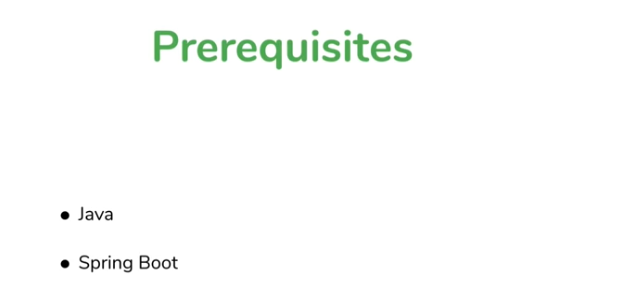 Prerequisites
● Java
● Spring Boot